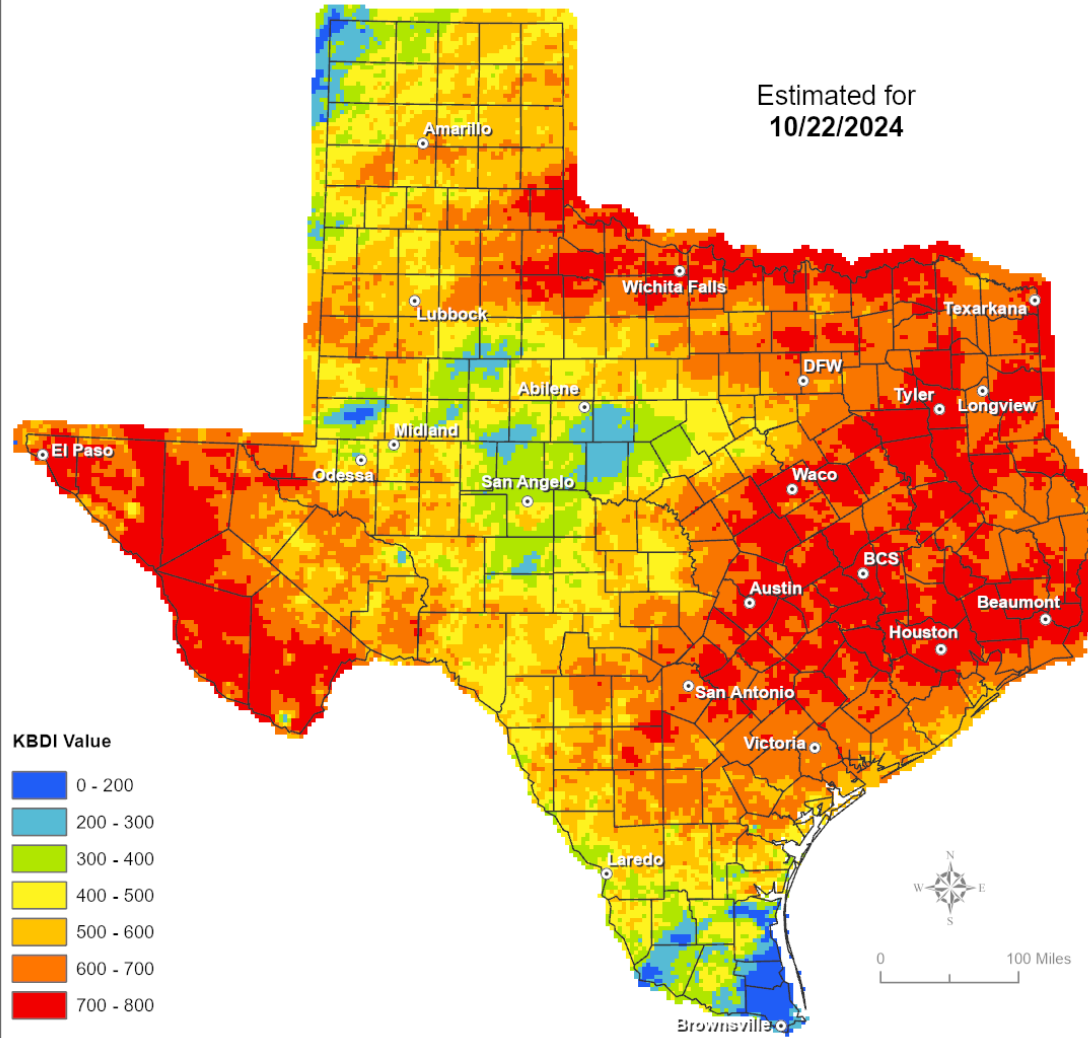 Estimated for
10/22/2024
Amarillo
Wichita Falls
Texarkana
Lubbock
DFW
Abilene
Tyler
Longview
Midland
El Paso
Odessa
San Angelo
Waco
BCS
Austin
Beaumont
Houston
San Antonio
Victoria
KBDI Value
0 - 200
200 - 300
300 - 400
400 - 500
500 - 600
600 - 700
700 - 800
Laredo
N
W E
S
0 100 Miles
Brownsville